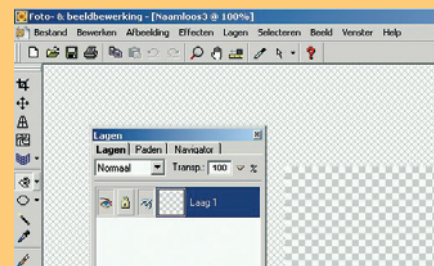 Foto- & beeldbewerking - [Naamloos3 @ 100%]
Bestand Bewerken Afbeelding Effecten Lagen Selecteren Beeld Venster Help
Lagen
Lagen Paden Navigator
Normaal Transp.: 100 %
Laag 1